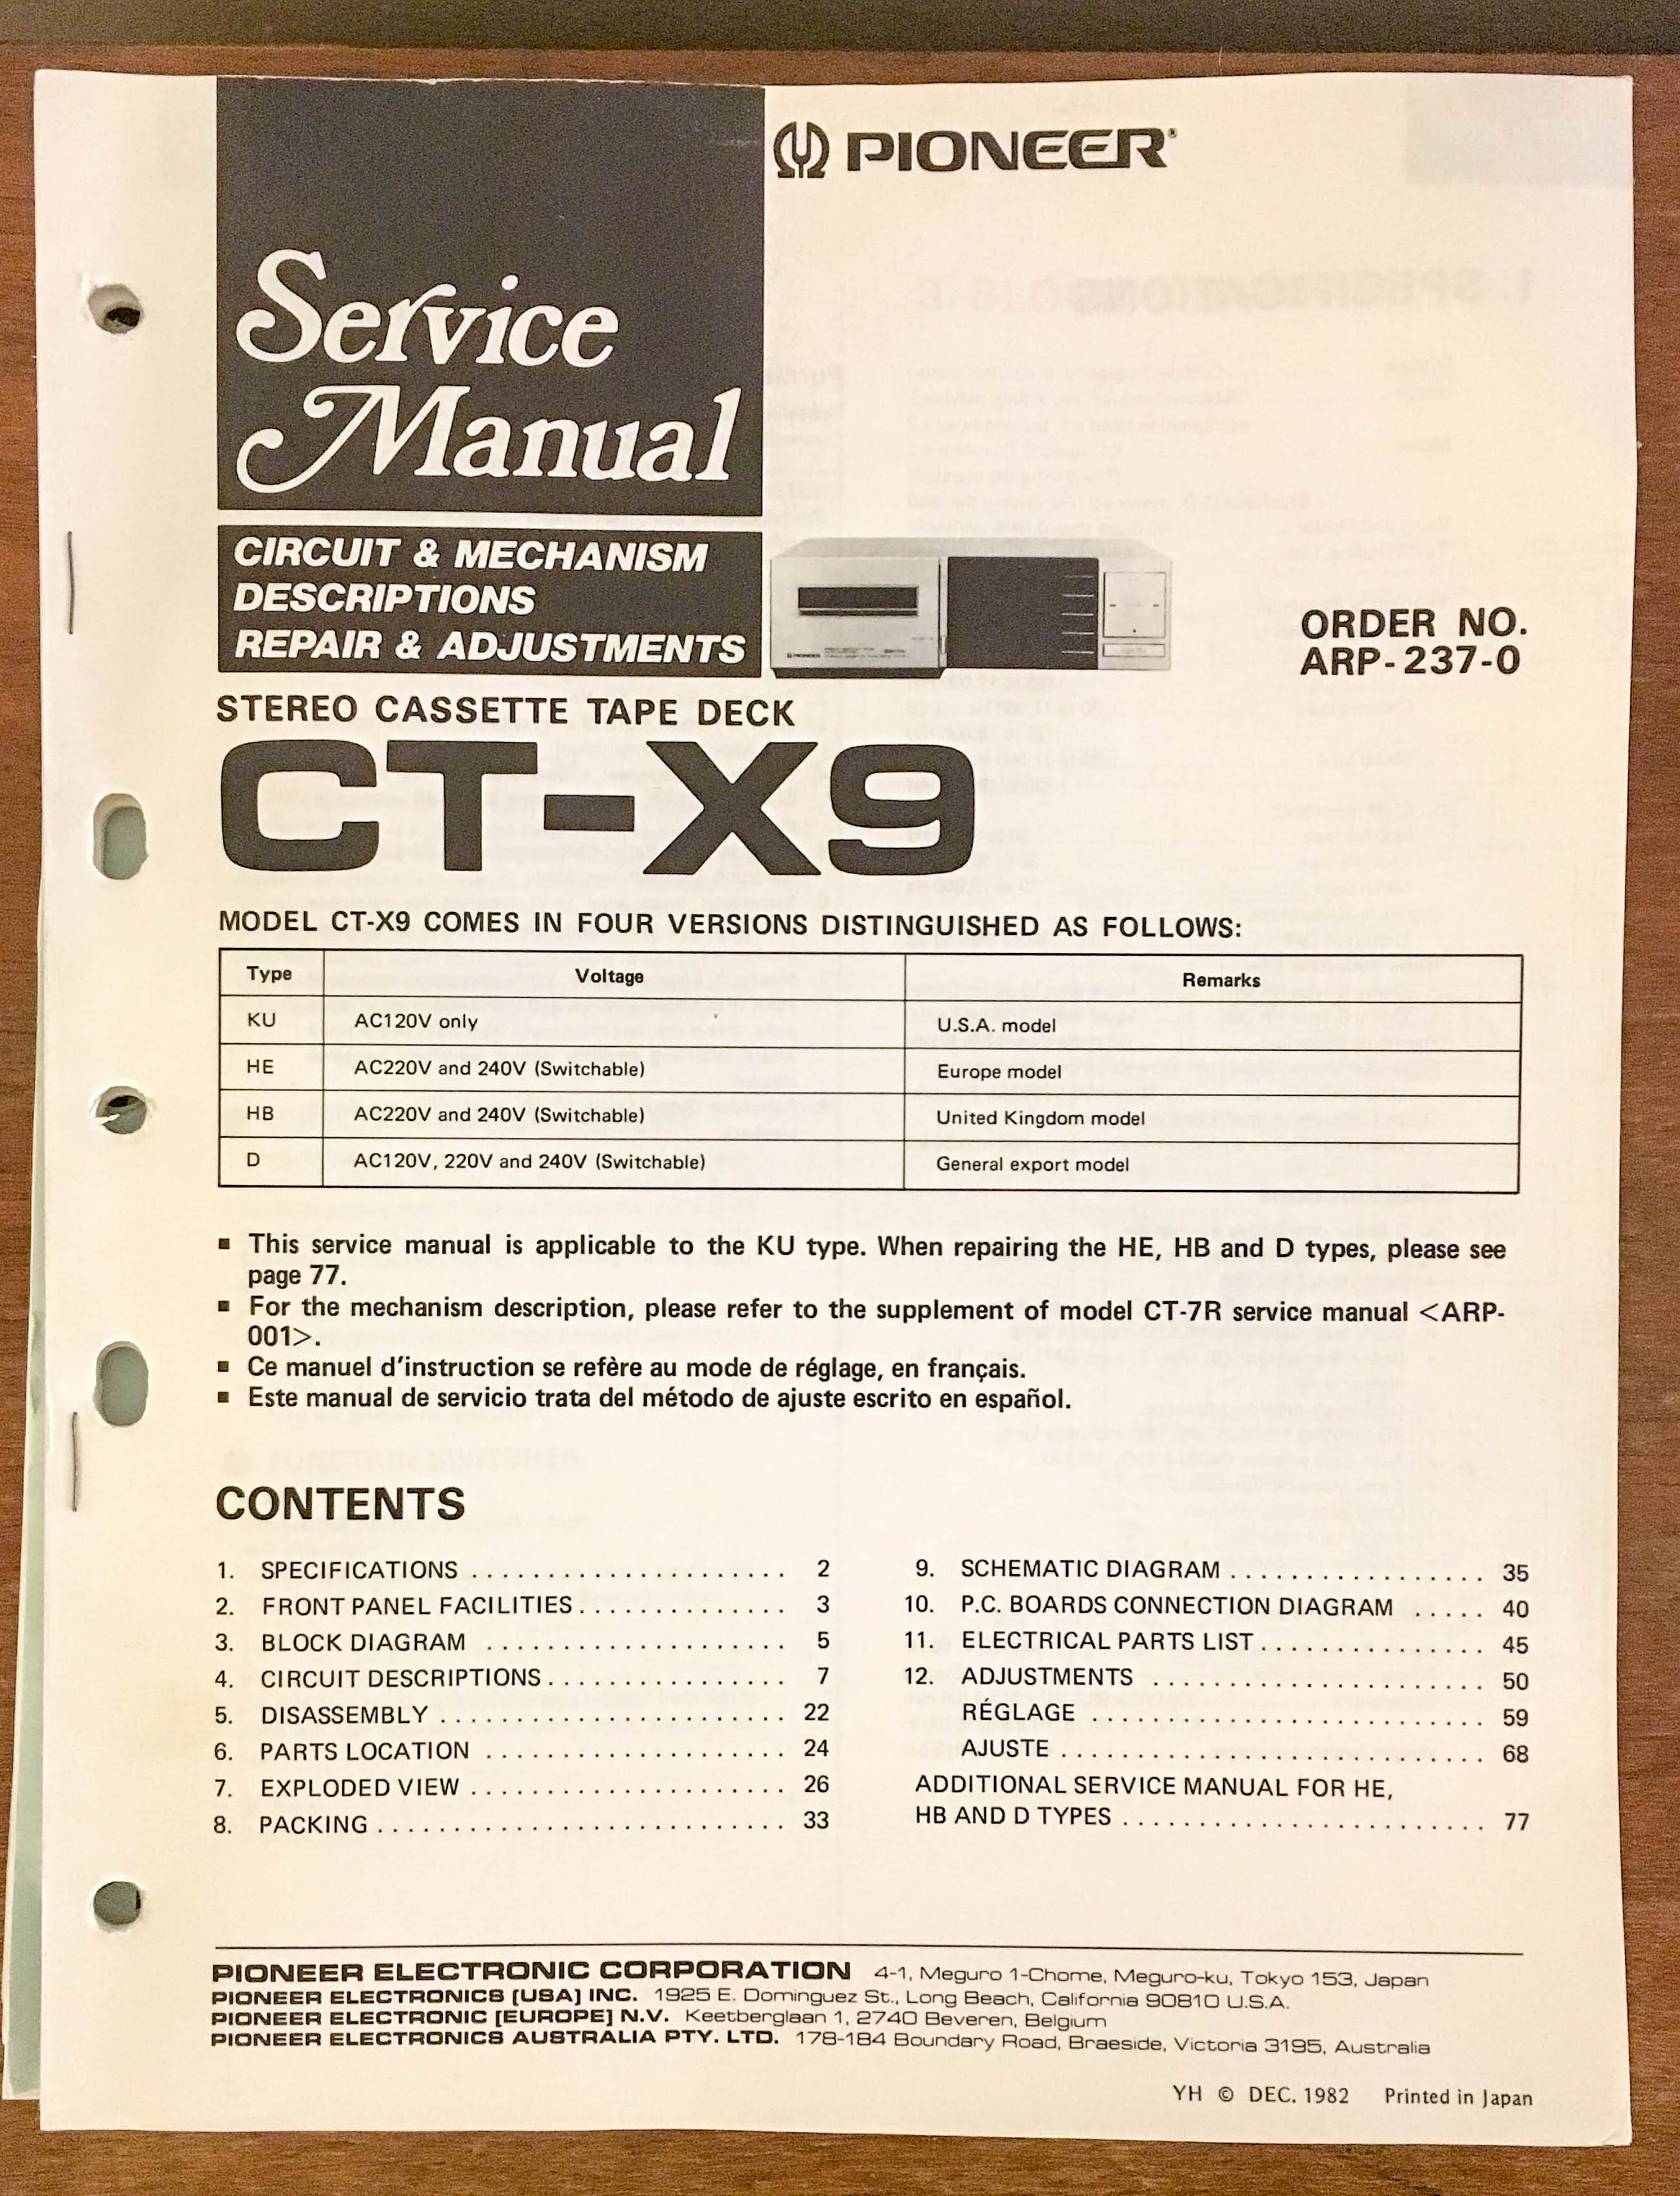 PIONEER®
Service
Manual
CIRCUIT & MECHANISM
DESCRIPTIONS
REPAIR & ADJUSTMENTS
PIONEER
ORDER NO.
ARP-237-0
STEREO CASSETTE TAPE DECK
CT-X9
MODEL CT-X9 COMES IN FOUR VERSIONS DISTINGUISHED AS FOLLOWS:
Type Voltage Remarks
KU AC120V only U.S.A. model
HE AC220V and 240V (Switchable) Europe model
HB AC220V and 240V (Switchable) United Kingdom model
D AC120V, 220V and 240V (Switchable) General export model
■ This service manual is applicable to the KU type. When repairing the HE, HB and D types, please see
page 77.
■ For the mechanism description, please refer to the supplement of model CT-7R service manual <ARP-
001>.
■ Ce manuel d'instruction se refère au mode de réglage, en français.
■ Este manual de servicio trata del método de ajuste escrito en español.
CONTENTS
1. SPECIFICATIONS ..................... 2
2. FRONT PANEL FACILITIES.............. 3
3. BLOCK DIAGRAM .................... 5
4. CIRCUIT DESCRIPTIONS................ 7
5. DISASSEMBLY ....................... 22
6. PARTS LOCATION .................... 24
7. EXPLODED VIEW ..................... 26
8. PACKING........................... 33
9. SCHEMATIC DIAGRAM................. 35
10. P.C. BOARDS CONNECTION DIAGRAM ..... 40
11. ELECTRICAL PARTS LIST............... 45
12. ADJUSTMENTS ...................... 50
RÉGLAGE .......................... 59
AJUSTE ............................ 68
ADDITIONAL SERVICE MANUAL FOR HE,
HB AND D TYPES ........................ 77
PIONEER ELECTRONIC CORPORATION 4-1, Meguro 1-Chome, Meguro-ku, Tokyo 153, Japan
PIONEER ELECTRONICS [USA] INC. 1925 E. Dominguez St., Long Beach, California 90810 U.S.A.
PIONEER ELECTRONIC [EUROPE] N.V. Keetberglaan 1, 2740 Beveren, Belgium
PIONEER ELECTRONICS AUSTRALIA PTY. LTD. 178-184 Boundary Road, Braeside, Victoria 3195, Australia
YH © DEC. 1982 Printed in Japan